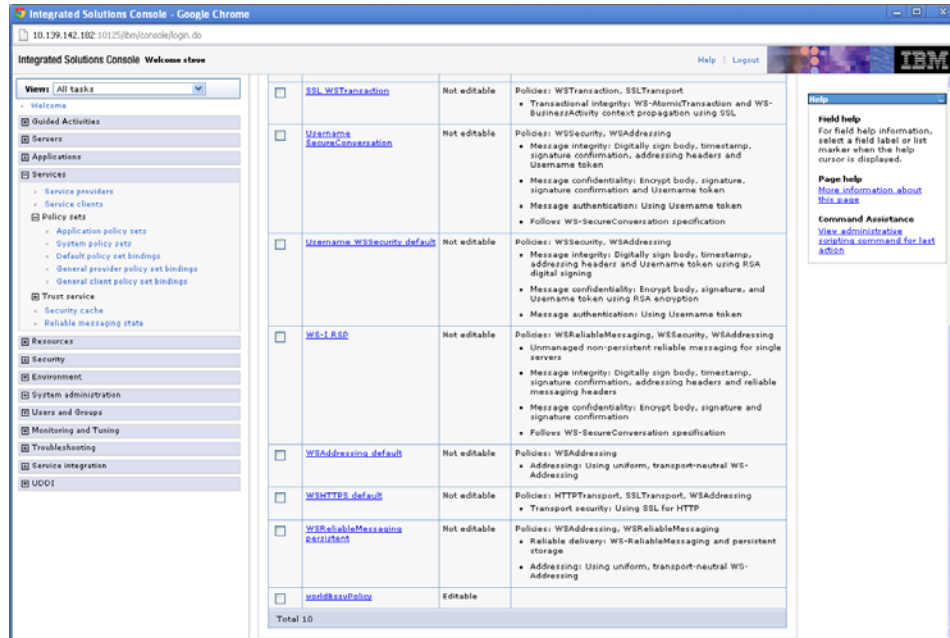 Integrated Solutions Console - Google Chrome
10.139.142.182:10125/ibm/console/login.do
Integrated Solutions Console Welcome steve
Help | Logout
IBM
View: All tasks
Welcome
Guided Activities
Servers
Applications
Services
Service providers
Service clients
Policy sets
Application policy sets
System policy sets
Default policy set bindings
General provider policy set bindings
General client policy set bindings
Trust service
Security cache
Reliable messaging state
Resources
Security
Environment
System administration
Users and Groups
Monitoring and Tuning
Troubleshooting
Service integration
UDDI
SSL WSTransaction
Not editable
Policies: WSTransaction, SSLTransport
• Transactional integrity: WS-AtomicTransaction and WS-
BusinessActivity context propagation using SSL
Username
SecureConversation
Not editable
Policies: WSSecurity, WSAddressing
• Message integrity: Digitally sign body, timestamp,
signature confirmation, addressing headers and
Username token
• Message confidentiality: Encrypt body, signature,
signature confirmation and Username token
• Message authentication: Using Username token
• Follows WS-SecureConversation specification
Username WSSecurity default
Not editable
Policies: WSSecurity, WSAddressing
• Message integrity: Digitally sign body, timestamp,
addressing headers and Username token using RSA
digital signing
• Message confidentiality: Encrypt body, signature, and
Username token using RSA encryption
• Message authentication: Using Username token
WS-I RSP
Not editable
Policies: WSReliableMessaging, WSSecurity, WSAddressing
• Unmanaged non-persistent reliable messaging for single
servers
• Message integrity: Digitally sign body, timestamp,
signature confirmation, addressing headers and reliable
messaging headers
• Message confidentiality: Encrypt body, signature and
signature confirmation
• Follows WS-SecureConversation specification
WSAddressing default
Not editable
Policies: WSAddressing
• Addressing: Using uniform, transport-neutral WS-
Addressing
WSHTTPS default
Not editable
Policies: HTTPTransport, SSLTransport, WSAddressing
• Transport security: Using SSL for HTTP
WSReliableMessaging
persistent
Not editable
Policies: WSAddressing, WSReliableMessaging
• Reliable delivery: WS-ReliableMessaging and persistent
storage
• Addressing: Using uniform, transport-neutral WS-
Addressing
worldBssvPolicy
Editable
Total 10
Help
Field help
For field help information,
select a field label or list
marker when the help
cursor is displayed.
Page help
More information about
this page
Command Assistance
View administrative
scripting command for last
action